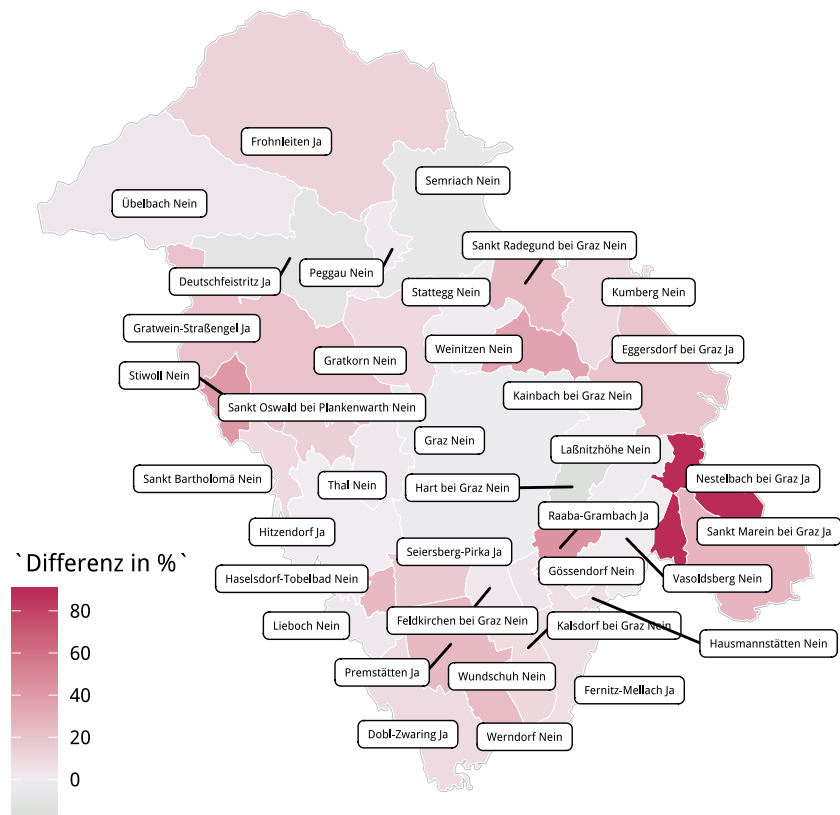 Frohnleiten Ja
Semriach Nein
Übelbach Nein
Sankt Radegund bei Graz Nein
Peggau Nein
Deutschfeistritz Ja
Stattegg Nein
Kumberg Nein
Gratwein-Straßengel Ja
Weinitzen Nein
Eggersdorf bei Graz Ja
Gratkorn Nein
Stiwoll Nein
Kainbach bei Graz Nein
Sankt Oswald bei Plankenwarth Nein
Graz Nein
Laßnitzhöhe Nein
Sankt Bartholomä Nein
Thal Nein
Hart bei Graz Nein
Nestelbach bei Graz Ja
Raaba-Grambach Ja
Hitzendorf Ja
Sankt Marein bei Graz Ja
Seiersberg-Pirka Ja
`Differenz in %`
Haselsdorf-Tobelbad Nein
Gössendorf Nein
Vasoldsberg Nein
80
60
40
20
0
Feldkirchen bei Graz Nein
Kalsdorf bei Graz Nein
Lieboch Nein
Hausmannstätten Nein
Premstätten Ja
Wundschuh Nein
Fernitz-Mellach Ja
Dobl-Zwaring Ja
Werndorf Nein